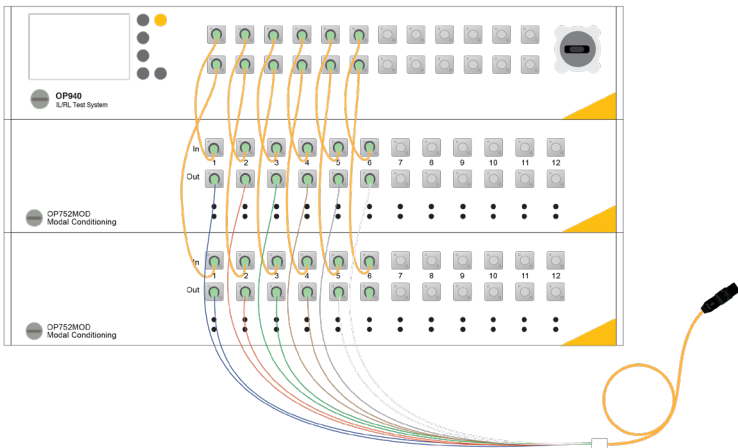 OP940
IL/RL Test System
In
1 2 3 4 5 6 7 8 9 10 11 12
Out
OP752MOD
Modal Conditioning
In
1 2 3 4 5 6 7 8 9 10 11 12
Out
OP752MOD
Modal Conditioning